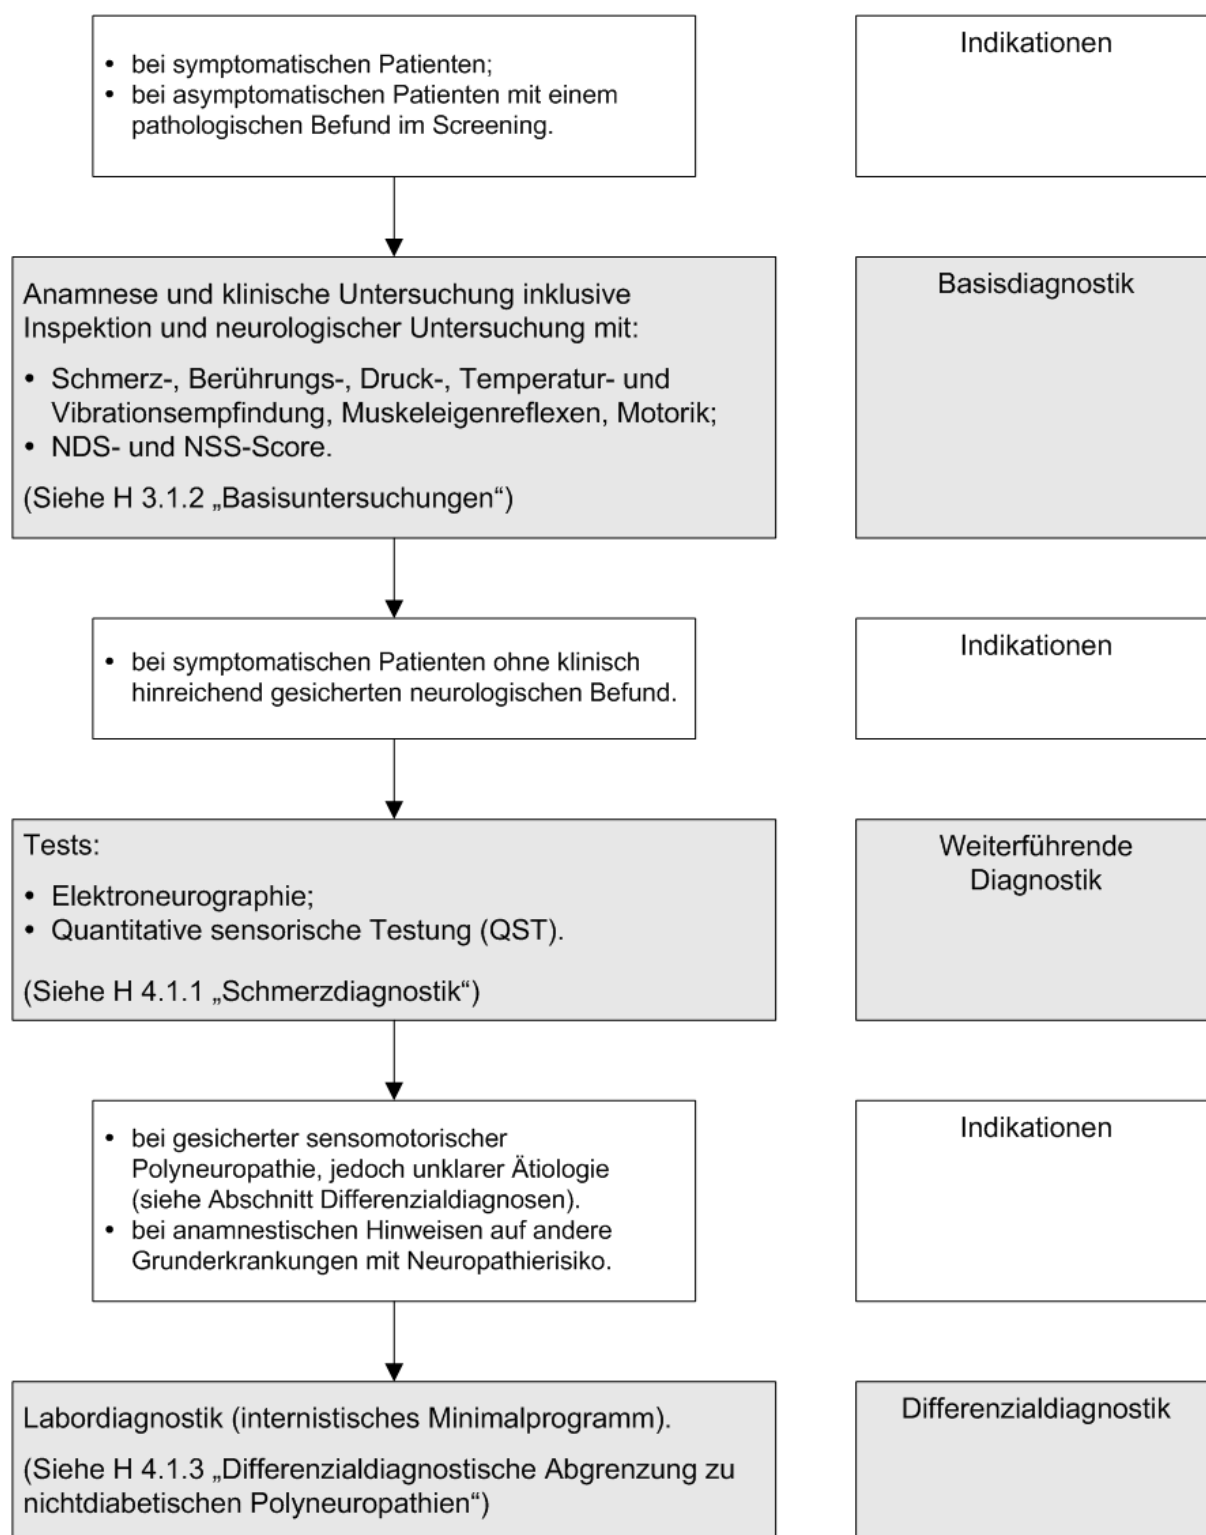 • bei symptomatischen Patienten;
• bei asymptomatischen Patienten mit einem
pathologischen Befund im Screening.
Indikationen
Anamnese und klinische Untersuchung inklusive
Inspektion und neurologischer Untersuchung mit:
• Schmerz-, Berührungs-, Druck-, Temperatur- und
Vibrationsempfindung, Muskeleigenreflexen, Motorik;
• NDS- und NSS-Score.
(Siehe H 3.1.2 „Basisuntersuchungen“)
Basisdiagnostik
• bei symptomatischen Patienten ohne klinisch
hinreichend gesicherten neurologischen Befund.
Indikationen
Tests:
• Elektroneurographie;
• Quantitative sensorische Testung (QST).
(Siehe H 4.1.1 „Schmerzdiagnostik“)
Weiterführende
Diagnostik
• bei gesicherter sensomotorischer
Polyneuropathie, jedoch unklarer Ätiologie
(siehe Abschnitt Differenzialdiagnosen).
• bei anamnestischen Hinweisen auf andere
Grunderkrankungen mit Neuropathierisiko.
Indikationen
Labordiagnostik (internistisches Minimalprogramm).
(Siehe H 4.1.3 „Differenzialdiagnostische Abgrenzung zu
nichtdiabetischen Polyneuropathien“)
Differenzialdiagnostik